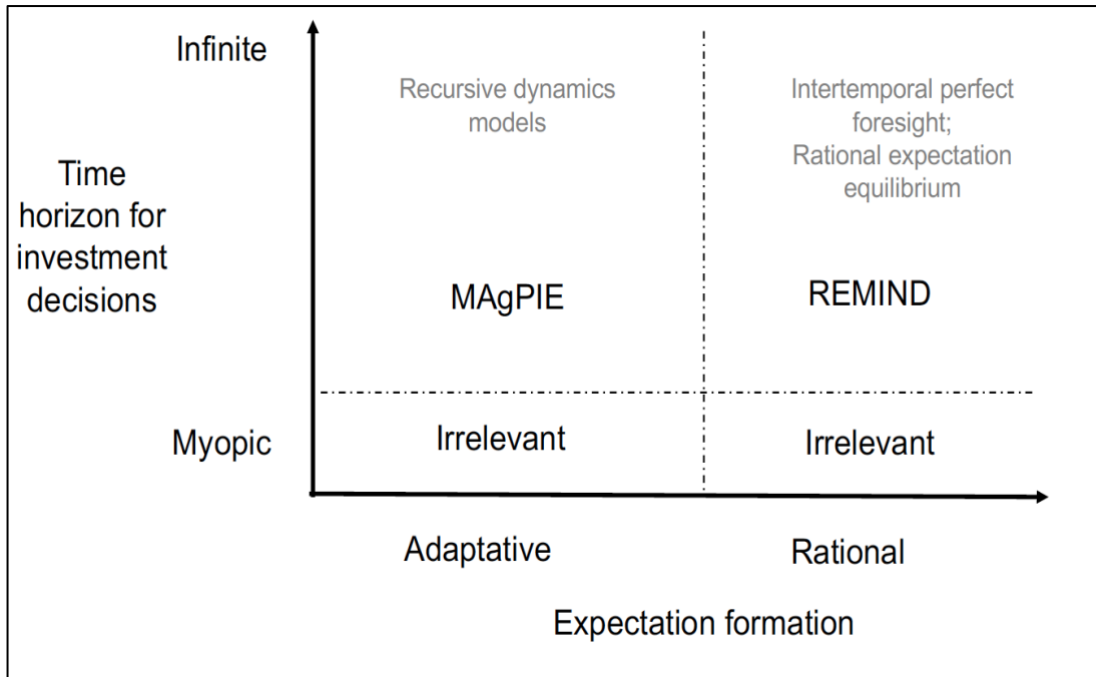 Infinite
Recursive dynamics
models
Intertemporal perfect
foresight;
Rational expectation
equilibrium
Time
horizon for
investment
decisions
MAgPIE
REMIND
Myopic
Irrelevant
Irrelevant
Adaptative
Rational
Expectation formation